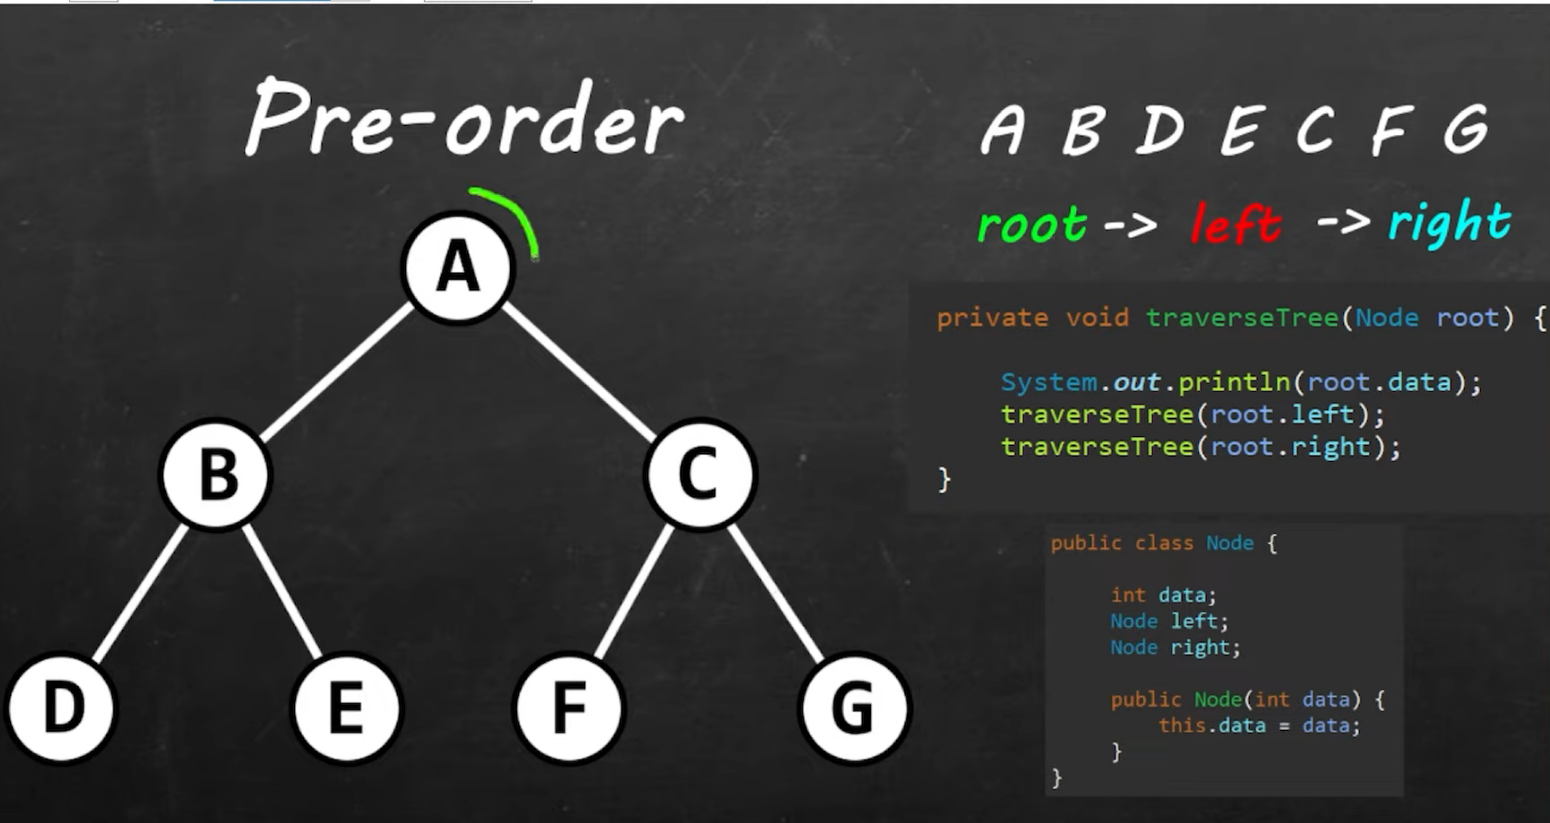 Pre-order
A B D E C F G
root -> left -> right
A
B
C
D
E
F
G
private void traverseTree(Node root) {
System.out.println(root.data);
traverseTree(root.left);
traverseTree(root.right);
}
public class Node {
int data;
Node left;
Node right;
public Node(int data) {
this.data = data;
}
}